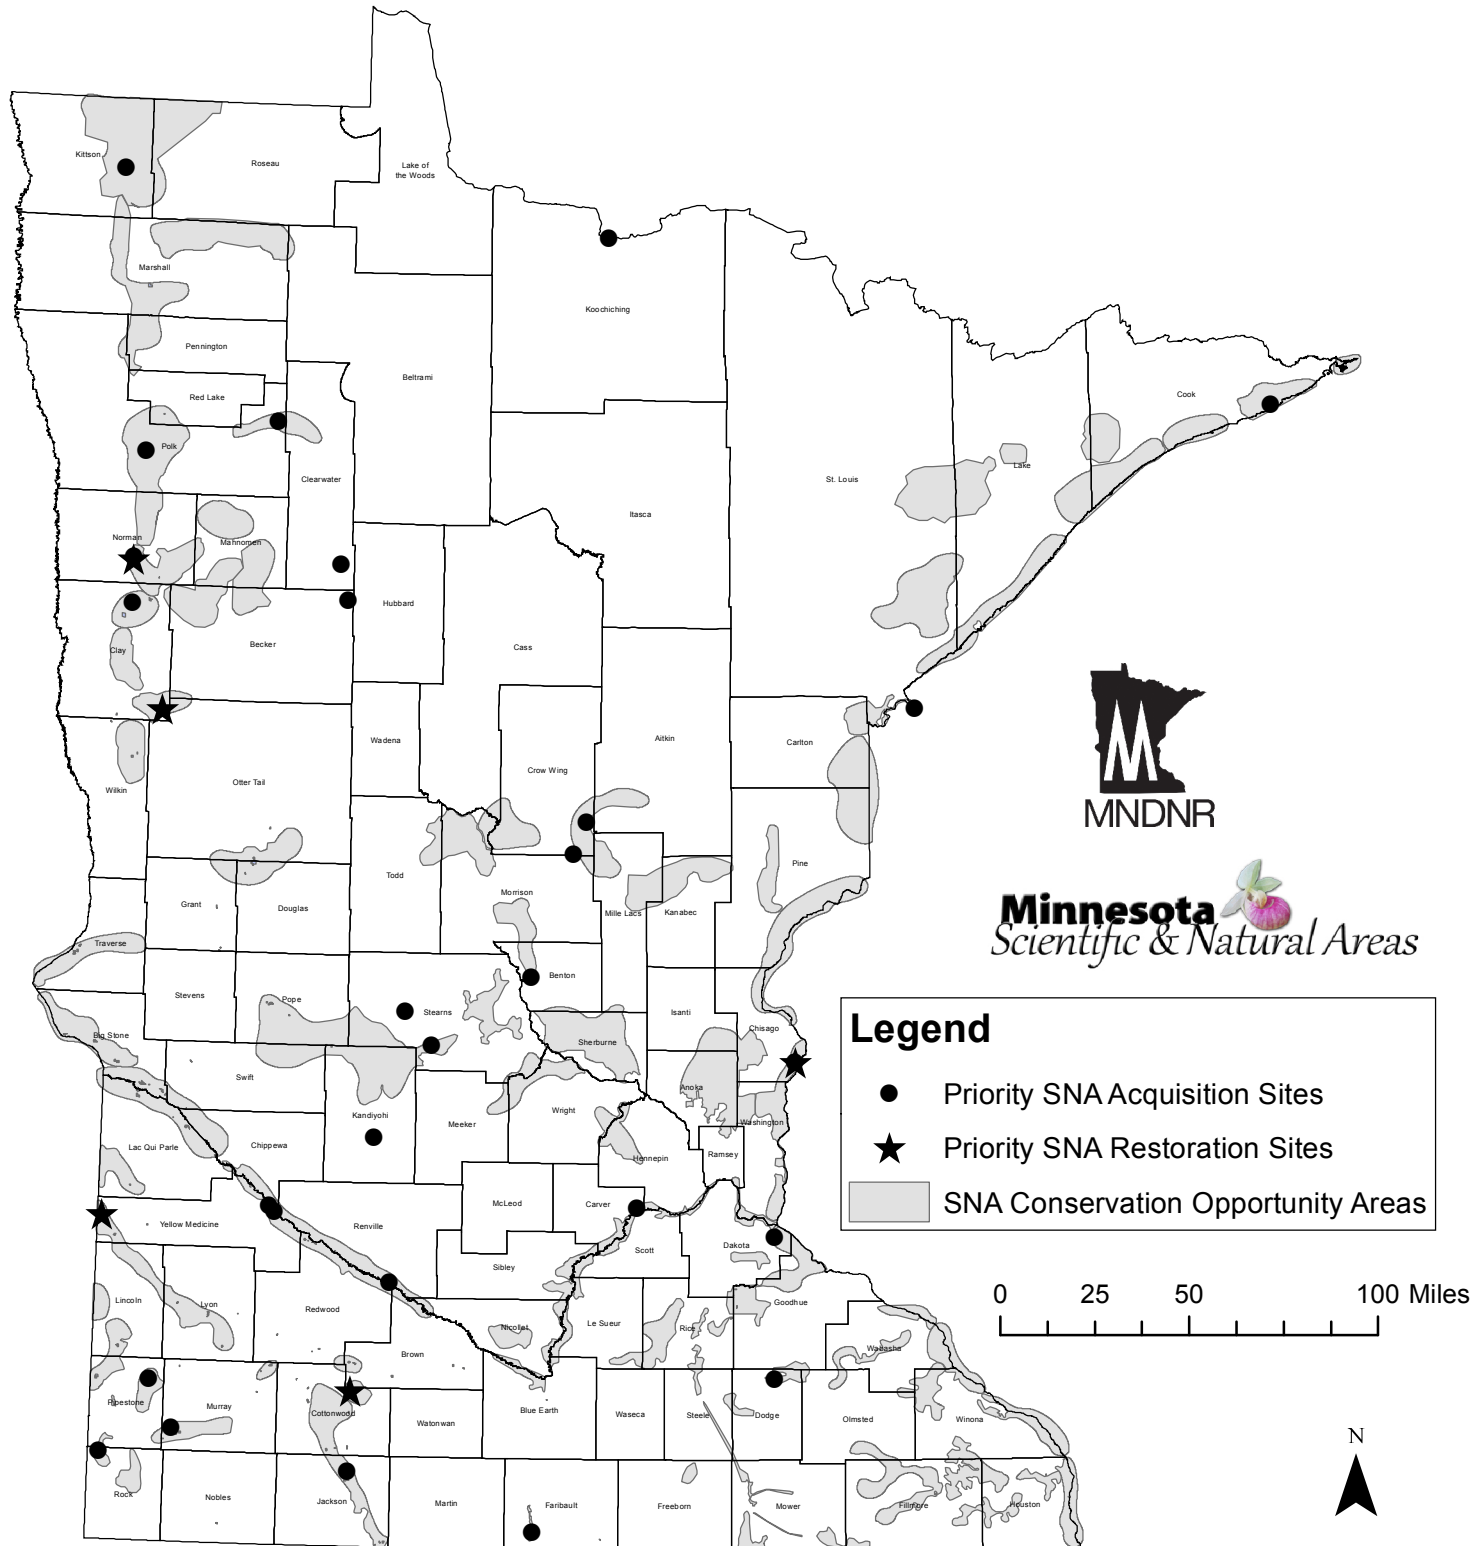 Kittson
Roseau
Lake of
the Woods
Marshall
Koochiching
Pennington
Beltrami
Red Lake
Cook
Polk
Clearwater
St. Louis
Lake
Itasca
Norman
Mahnomen
Hubbard
Becker
Clay
Cass
Wadena
Aitkin
Carlton
Crow Wing
Otter Tail
Wilkin
MNDNR
Pine
Todd
Morrison
Grant
Douglas
Mille Lacs
Kanabec
Minnesota
Scientific & Natural Areas
Traverse
Benton
Stevens
Pope
Stearns
Isanti
Chisago
Big Stone
Sherburne
Swift
Anoka
Wright
Kandiyohi
Meeker
Washington
Lac Qui Parle
Chippewa
Hennepin
Ramsey
Legend
Priority SNA Acquisition Sites
Priority SNA Restoration Sites
SNA Conservation Opportunity Areas
McLeod
Carver
Yellow Medicine
Renville
Scott
Dakota
Sibley
0 25 50 100 Miles
Lincoln
Lyon
Redwood
Goodhue
Nicollet
Le Sueur
Rice
Wabasha
Brown
Pipestone
Murray
Cottonwood
Watonwan
Blue Earth
Waseca
Steele
Dodge
Olmsted
Winona
N
Rock
Nobles
Jackson
Martin
Faribault
Freeborn
Mower
Fillmore
Houston